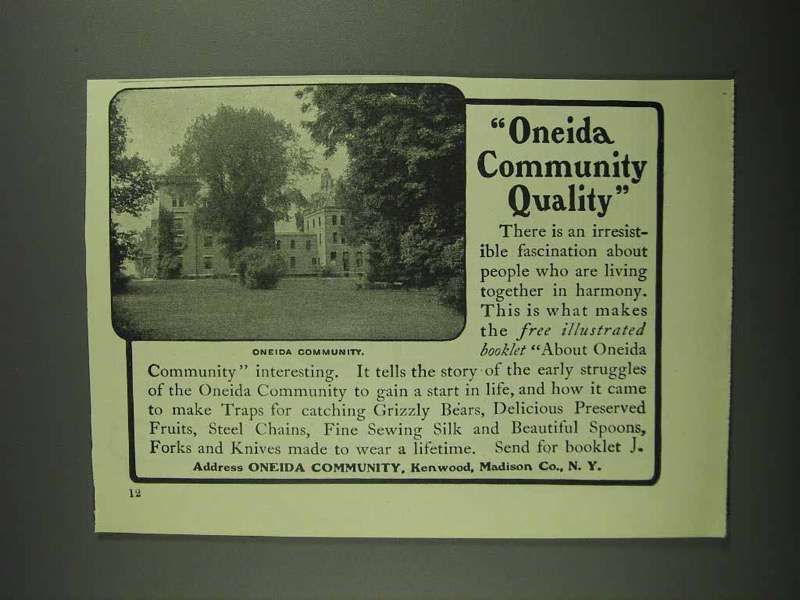 "Oneida
Community
Quality"
There is an irresist-
ible fascination about
people who are living
together in harmony.
This is what makes
the free illustrated
booklet "About Oneida
ONEIDA COMMUNITY.
Community" interesting. It tells the story of the early struggles
of the Oneida Community to gain a start in life, and how it came
to make Traps for catching Grizzly Bears, Delicious Preserved
Fruits, Steel Chains, Fine Sewing Silk and Beautiful Spoons,
Forks and Knives made to wear a lifetime. Send for booklet J.
Address ONEIDA COMMUNITY, Kenwood, Madison Co., N. Y.
12